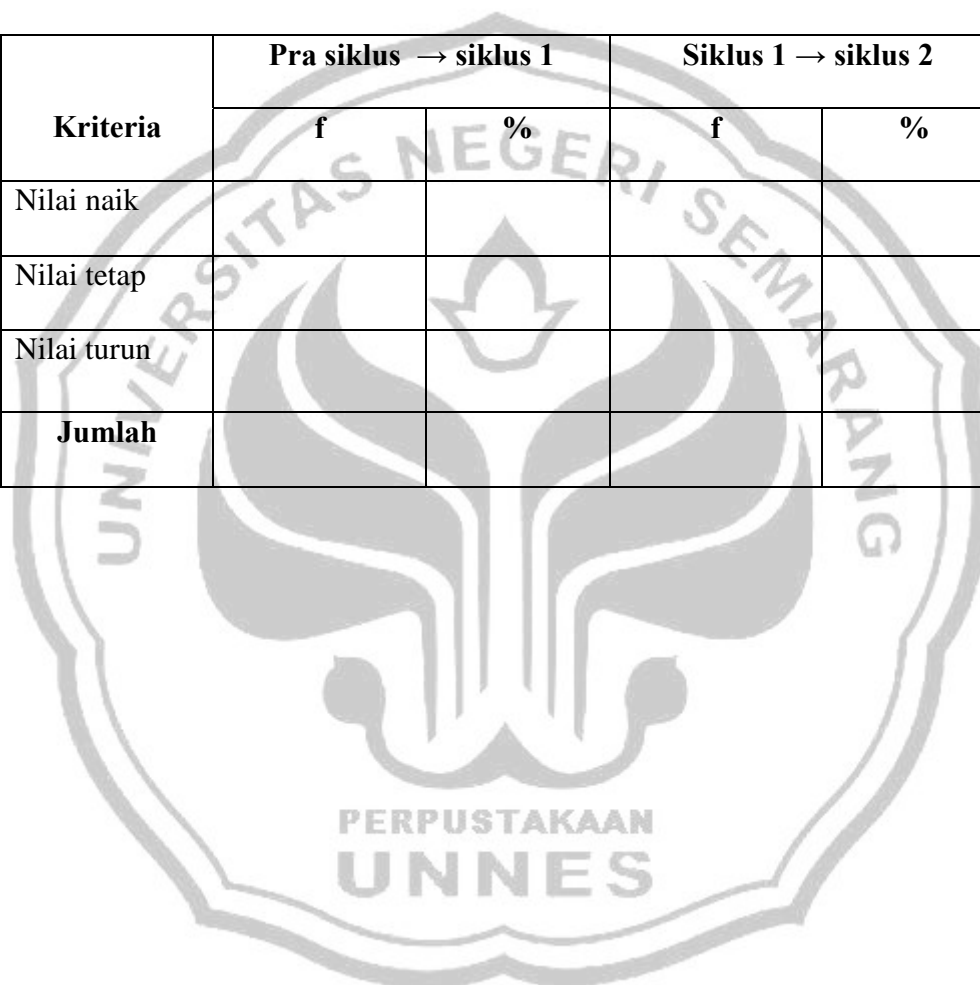 Pra siklus → siklus 1 Siklus 1 → siklus 2
Kriteria f % f %
Nilai naik
Nilai tetap
Nilai turun
Jumlah
UNIVERSITAS NEGERI SEMARANG
PERPUSTAKAAN
UNNES